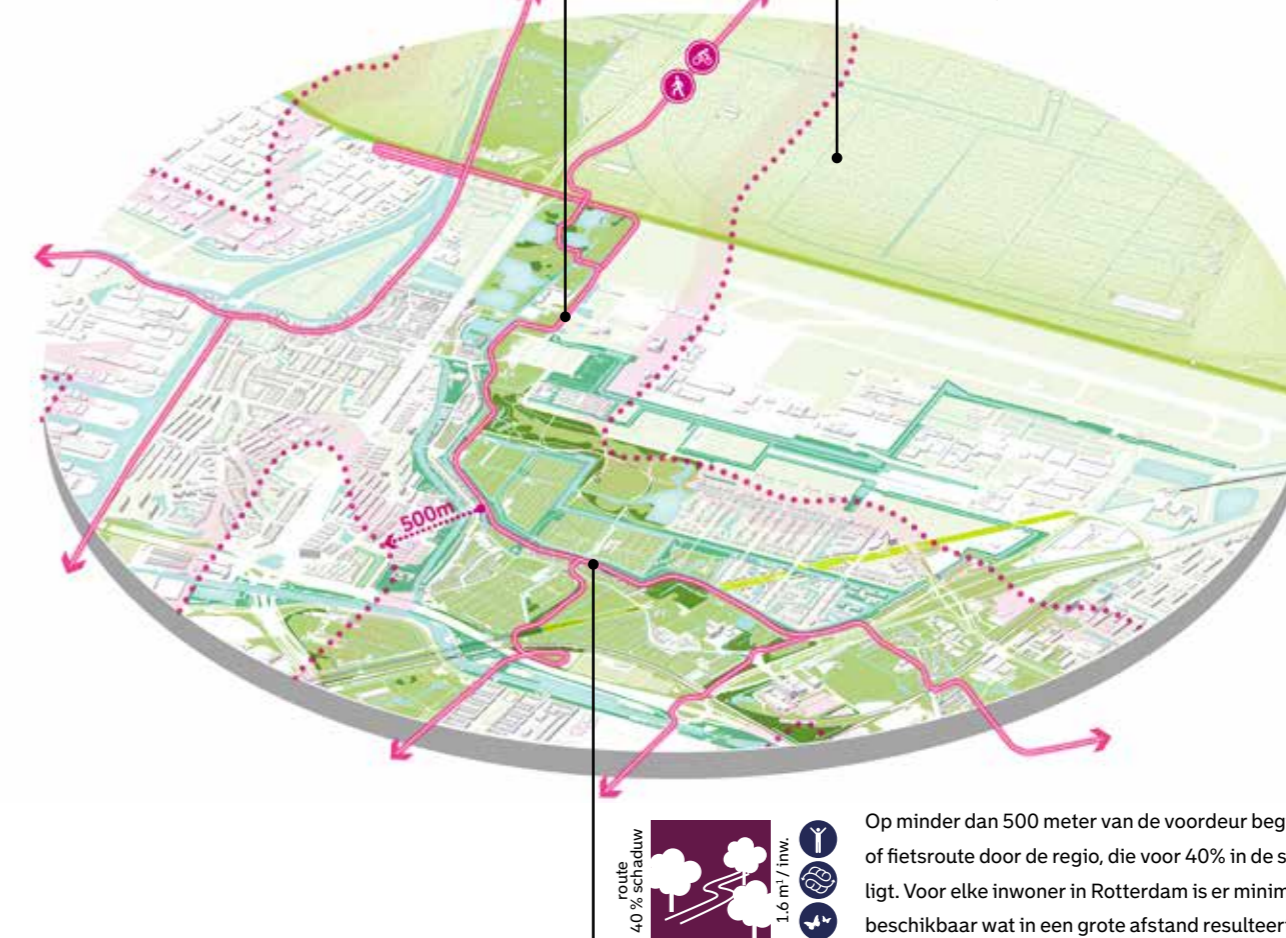 500m
route
40 % schaduw
1.6 m¹ / inw.
Op minder dan 500 meter van de voordeur beg
of fietsroute door de regio, die voor 40% in de s
ligt. Voor elke inwoner in Rotterdam is er minim
beschikbaar wat in een grote afstand resulteer